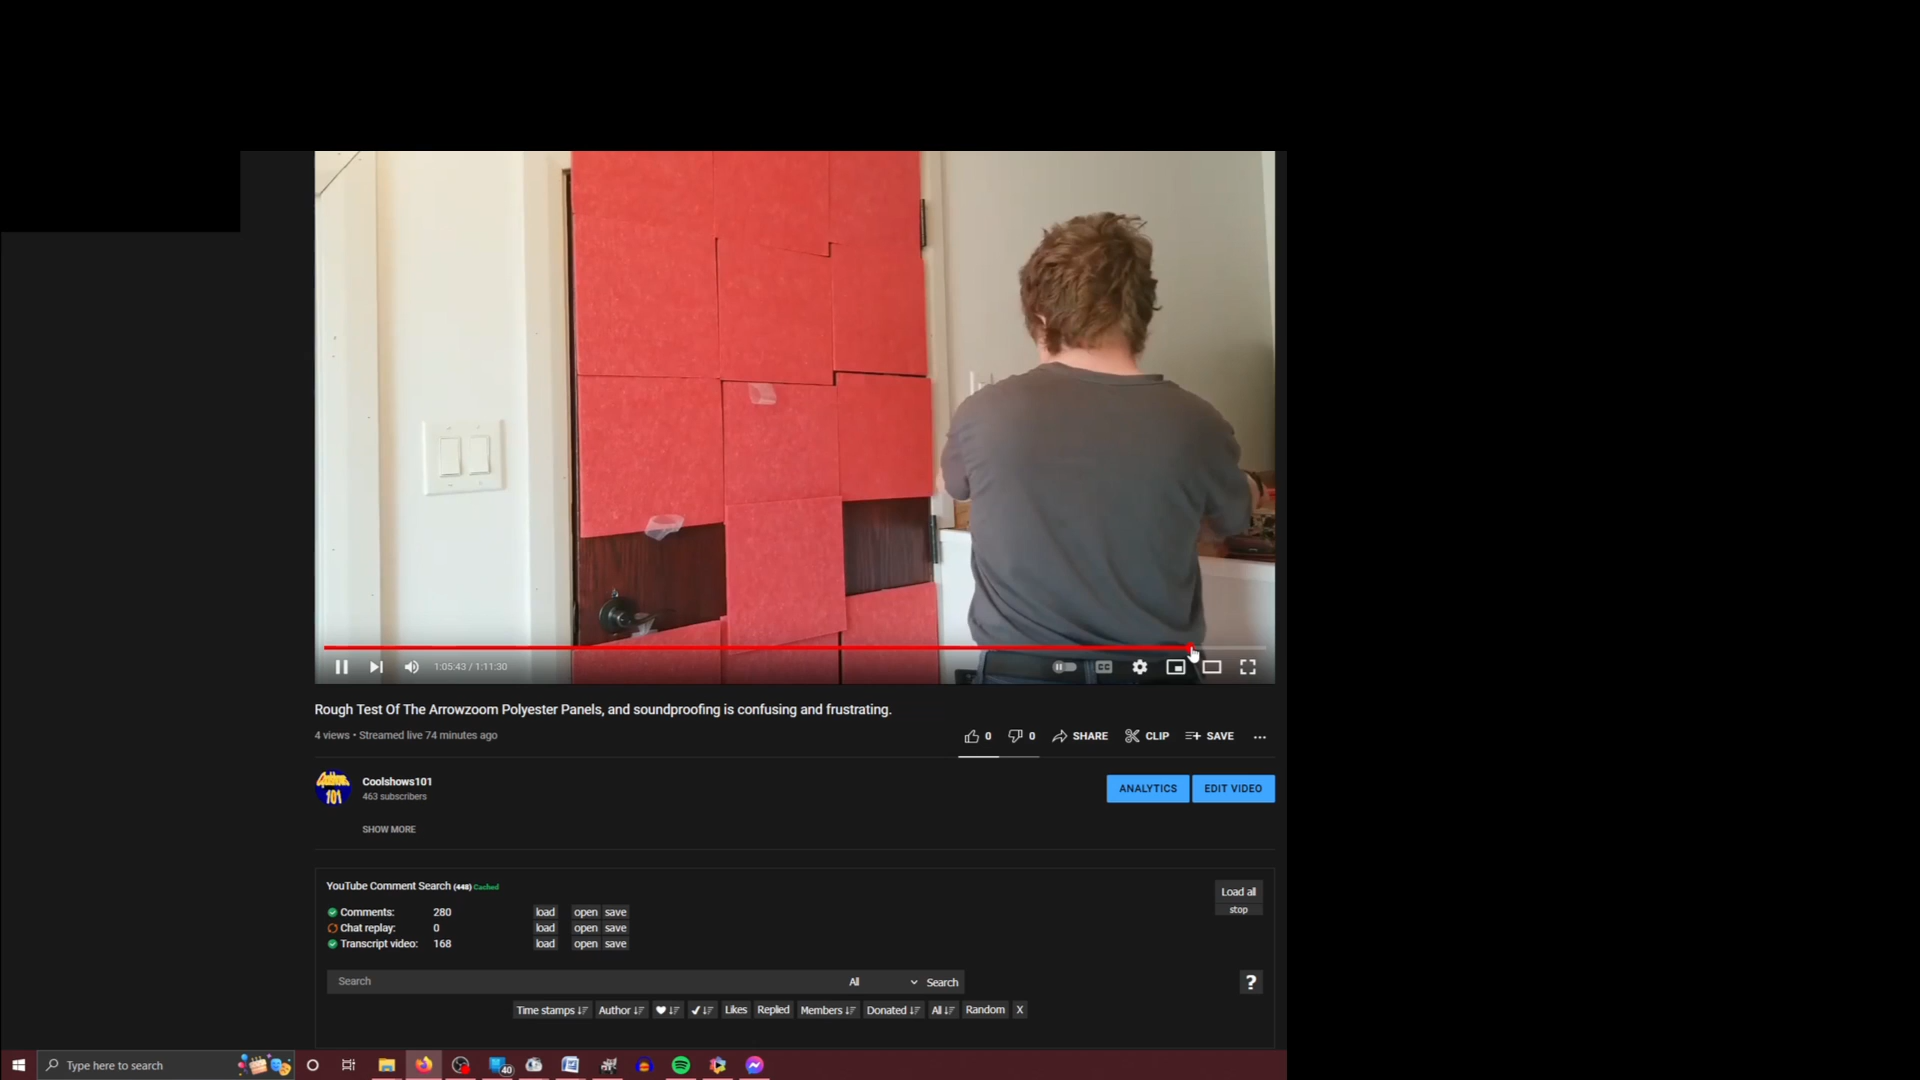 1:05:43 / 1:11:30
CC
Rough Test Of The Arrowzoom Polyester Panels, and soundproofing is confusing and frustrating.
4 views • Streamed live 74 minutes ago
0
0
SHARE
CLIP
SAVE
101
Coolshows101
463 subscribers
ANALYTICS
EDIT VIDEO
SHOW MORE
YouTube Comment Search (448) Cached
Load all
stop
Comments: 280 load open save
Chat replay: 0 load open save
Transcript video: 168 load open save
Search
All
Search
?
Time stamps
Author
Likes
Replied
Members
Donated
All
Random
X
Type here to search
40